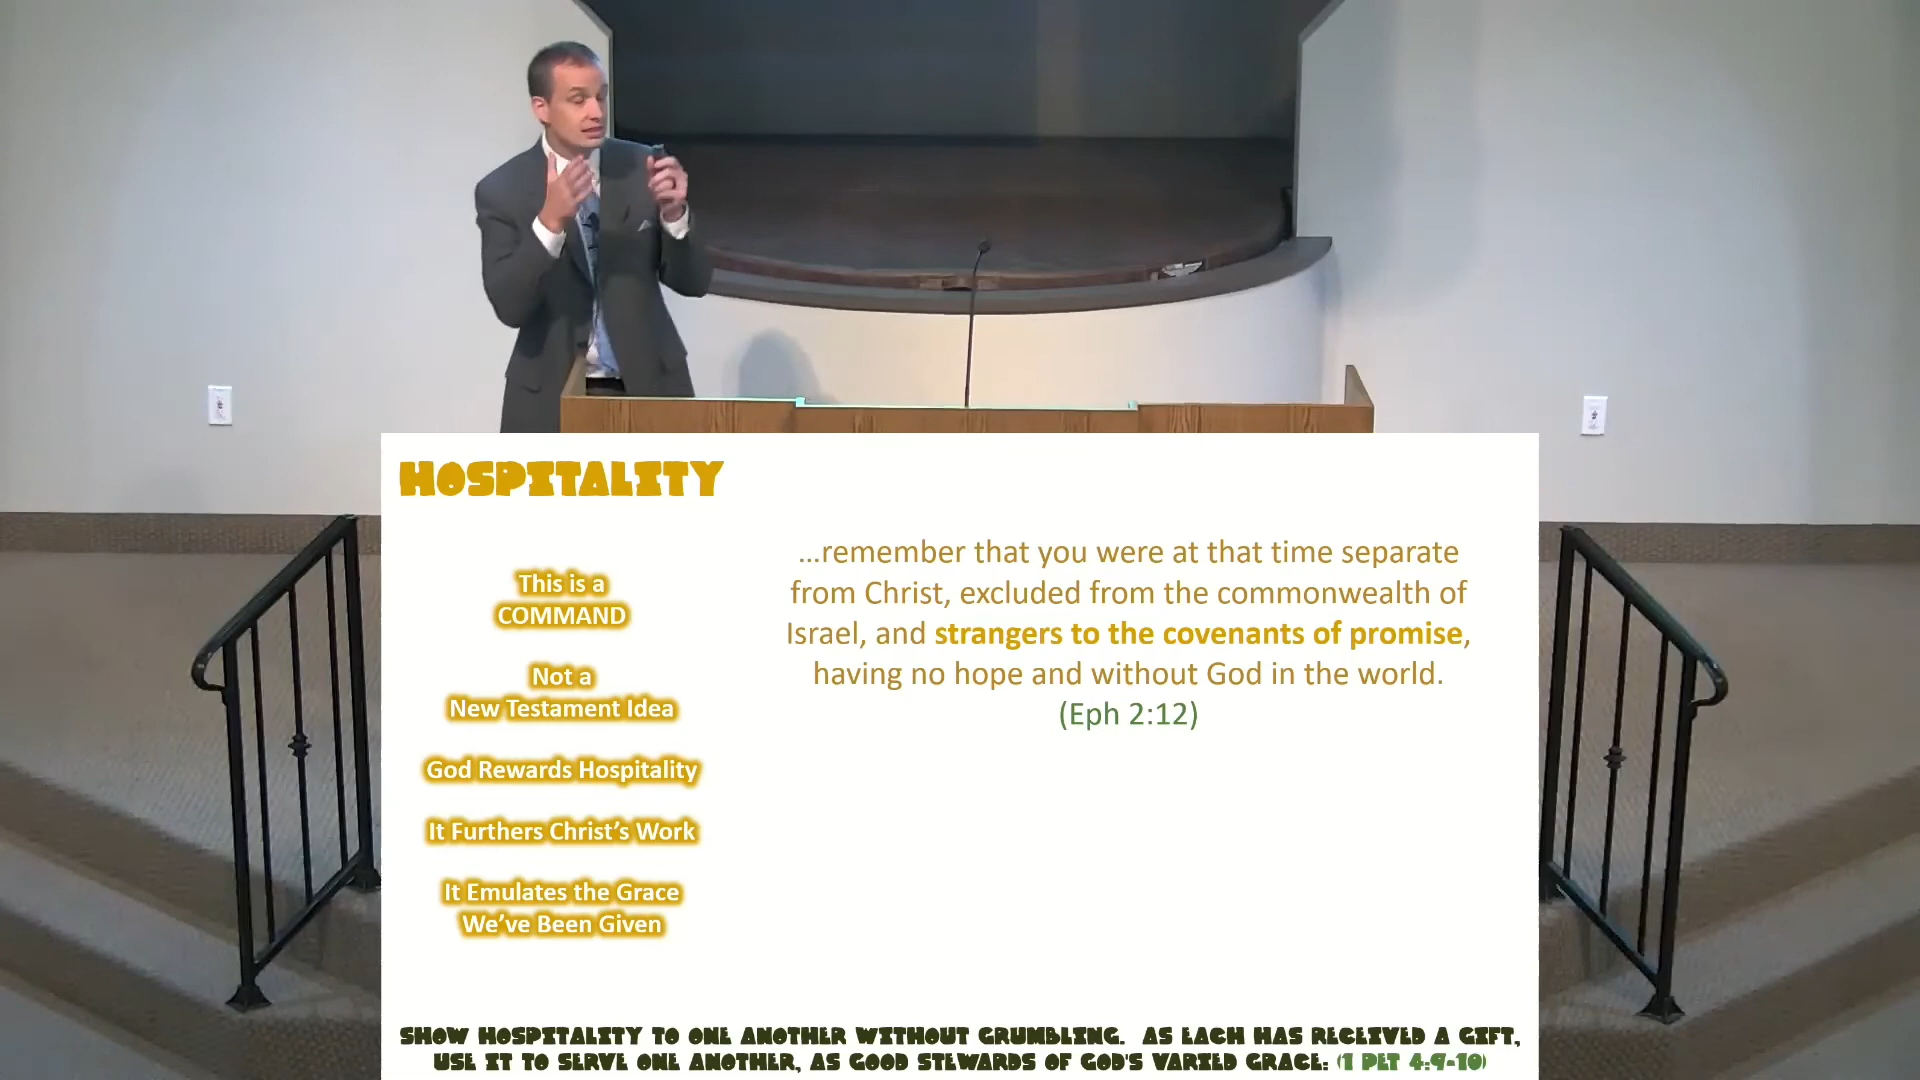 HOSPITALITY
This is a
COMMAND
Not a
New Testament Idea
God Rewards Hospitality
It Furthers Christ's Work
It Emulates the Grace
We've Been Given
...remember that you were at that time separate
from Christ, excluded from the commonwealth of
Israel, and strangers to the covenants of promise,
having no hope and without God in the world.
(Eph 2:12)
SHOW HOSPITALITY TO ONE ANOTHER WITHOUT GRUMBLING. AS EACH HAS RECEIVED A GIFT,
USE IT TO SERVE ONE ANOTHER, AS GOOD STEWARDS OF GOD'S VARIED GRACE: (1 PET 4:9-10)